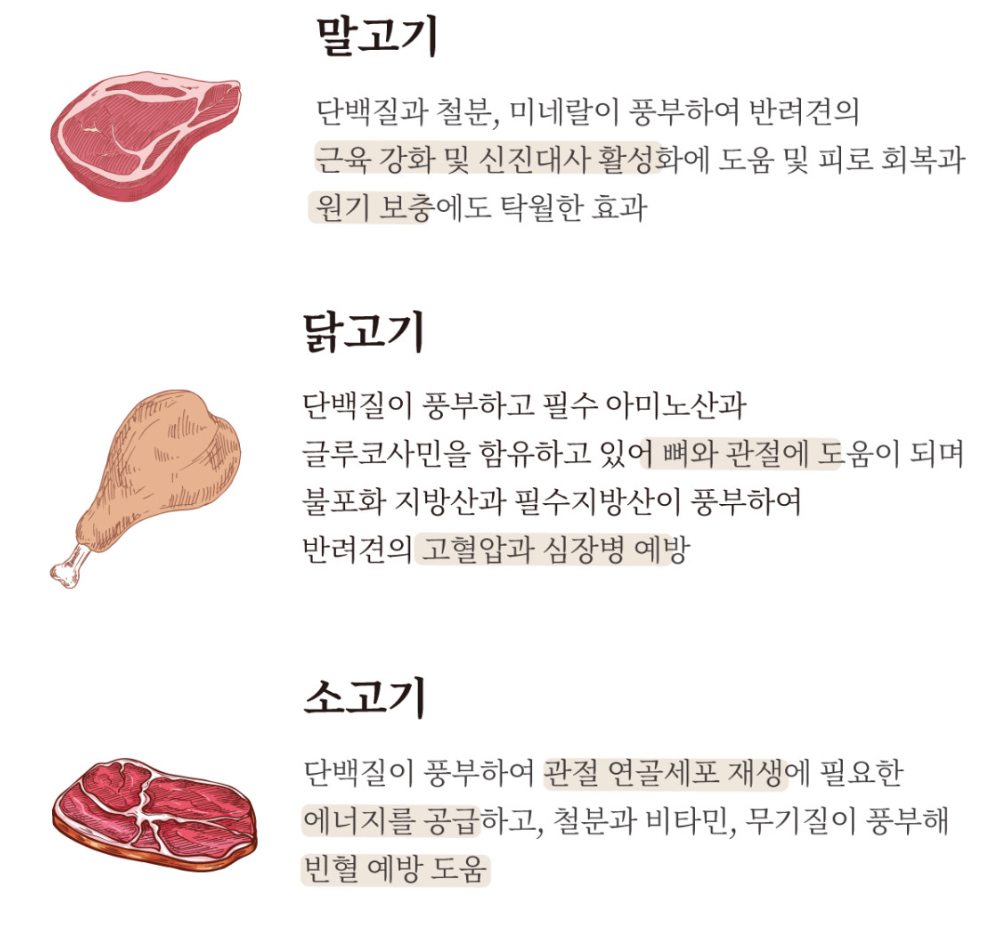 말고기
단백질과 철분, 미네랄이 풍부하여 반려견의
근육 강화 및 신진대사 활성화에 도움 및 피로 회복과
원기 보충에도 탁월한 효과
닭고기
단백질이 풍부하고 필수 아미노산과
글루코사민을 함유하고 있어 뼈와 관절에 도움이 되며
불포화 지방산과 필수지방산이 풍부하여
반려견의 고혈압과 심장병 예방
소고기
단백질이 풍부하여 관절 연골세포 재생에 필요한
에너지를 공급하고, 철분과 비타민, 무기질이 풍부해
빈혈 예방 도움